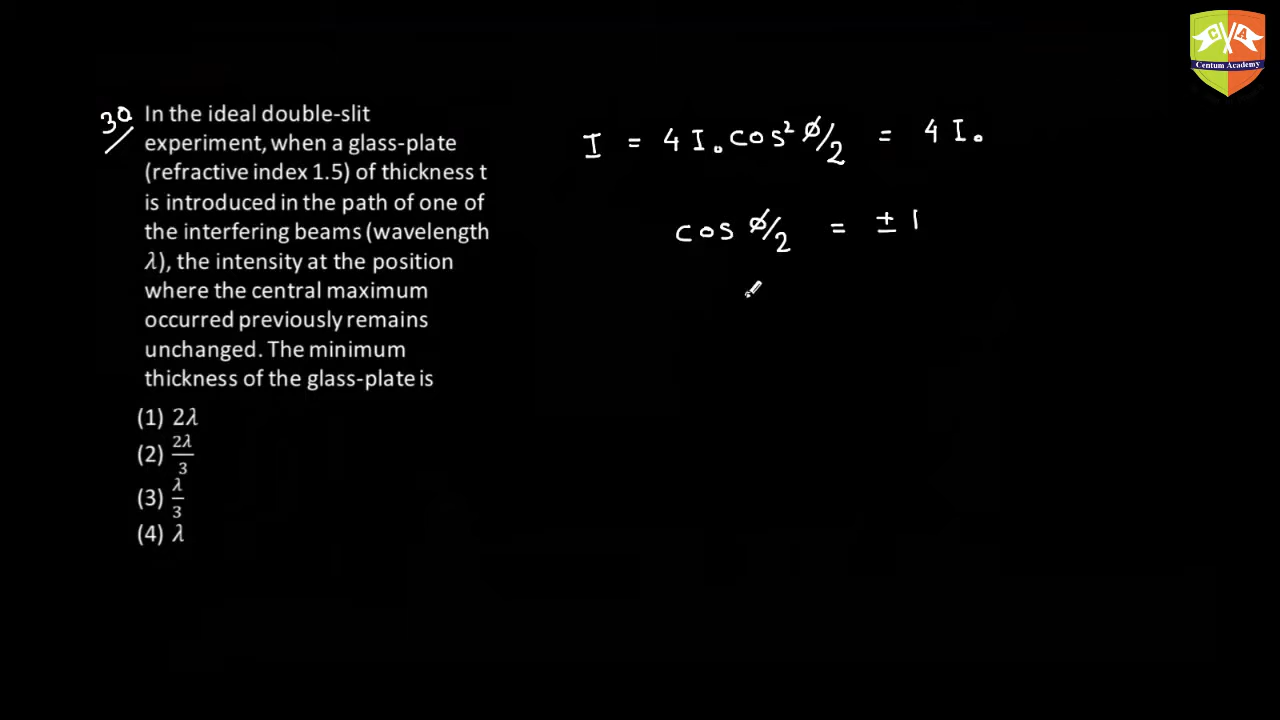 C A
Centum Academy
30 In the ideal double-slit
experiment, when a glass-plate
(refractive index 1.5) of thickness t
is introduced in the path of one of
the interfering beams (wavelength
λ), the intensity at the position
where the central maximum
occurred previously remains
unchanged. The minimum
thickness of the glass-plate is
(1) 2λ
(2) 2λ/3
(3) λ/3
(4) λ
I = 4 I₀ cos² ϕ/2 = 4 I₀
cos ϕ/2 = ± 1